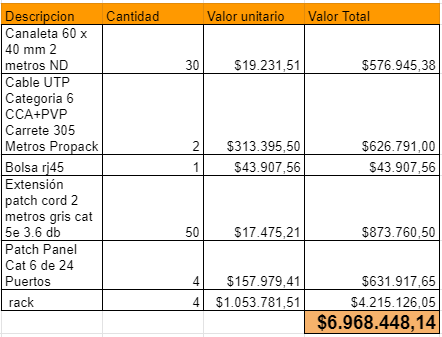 Descripcion Cantidad Valor unitario Valor Total
Canaleta 60 x
40 mm 2
metros ND 30 $19.231,51 $576.945,38
Cable UTP
Categoria 6
CCA+PVP
Carrete 305
Metros Propack 2 $313.395,50 $626.791,00
Bolsa rj45 1 $43.907,56 $43.907,56
Extensión
patch cord 2
metros gris cat
5e 3.6 db 50 $17.475,21 $873.760,50
Patch Panel
Cat 6 de 24
Puertos 4 $157.979,41 $631.917,65
rack 4 $1.053.781,51 $4.215.126,05
$6.968.448,14